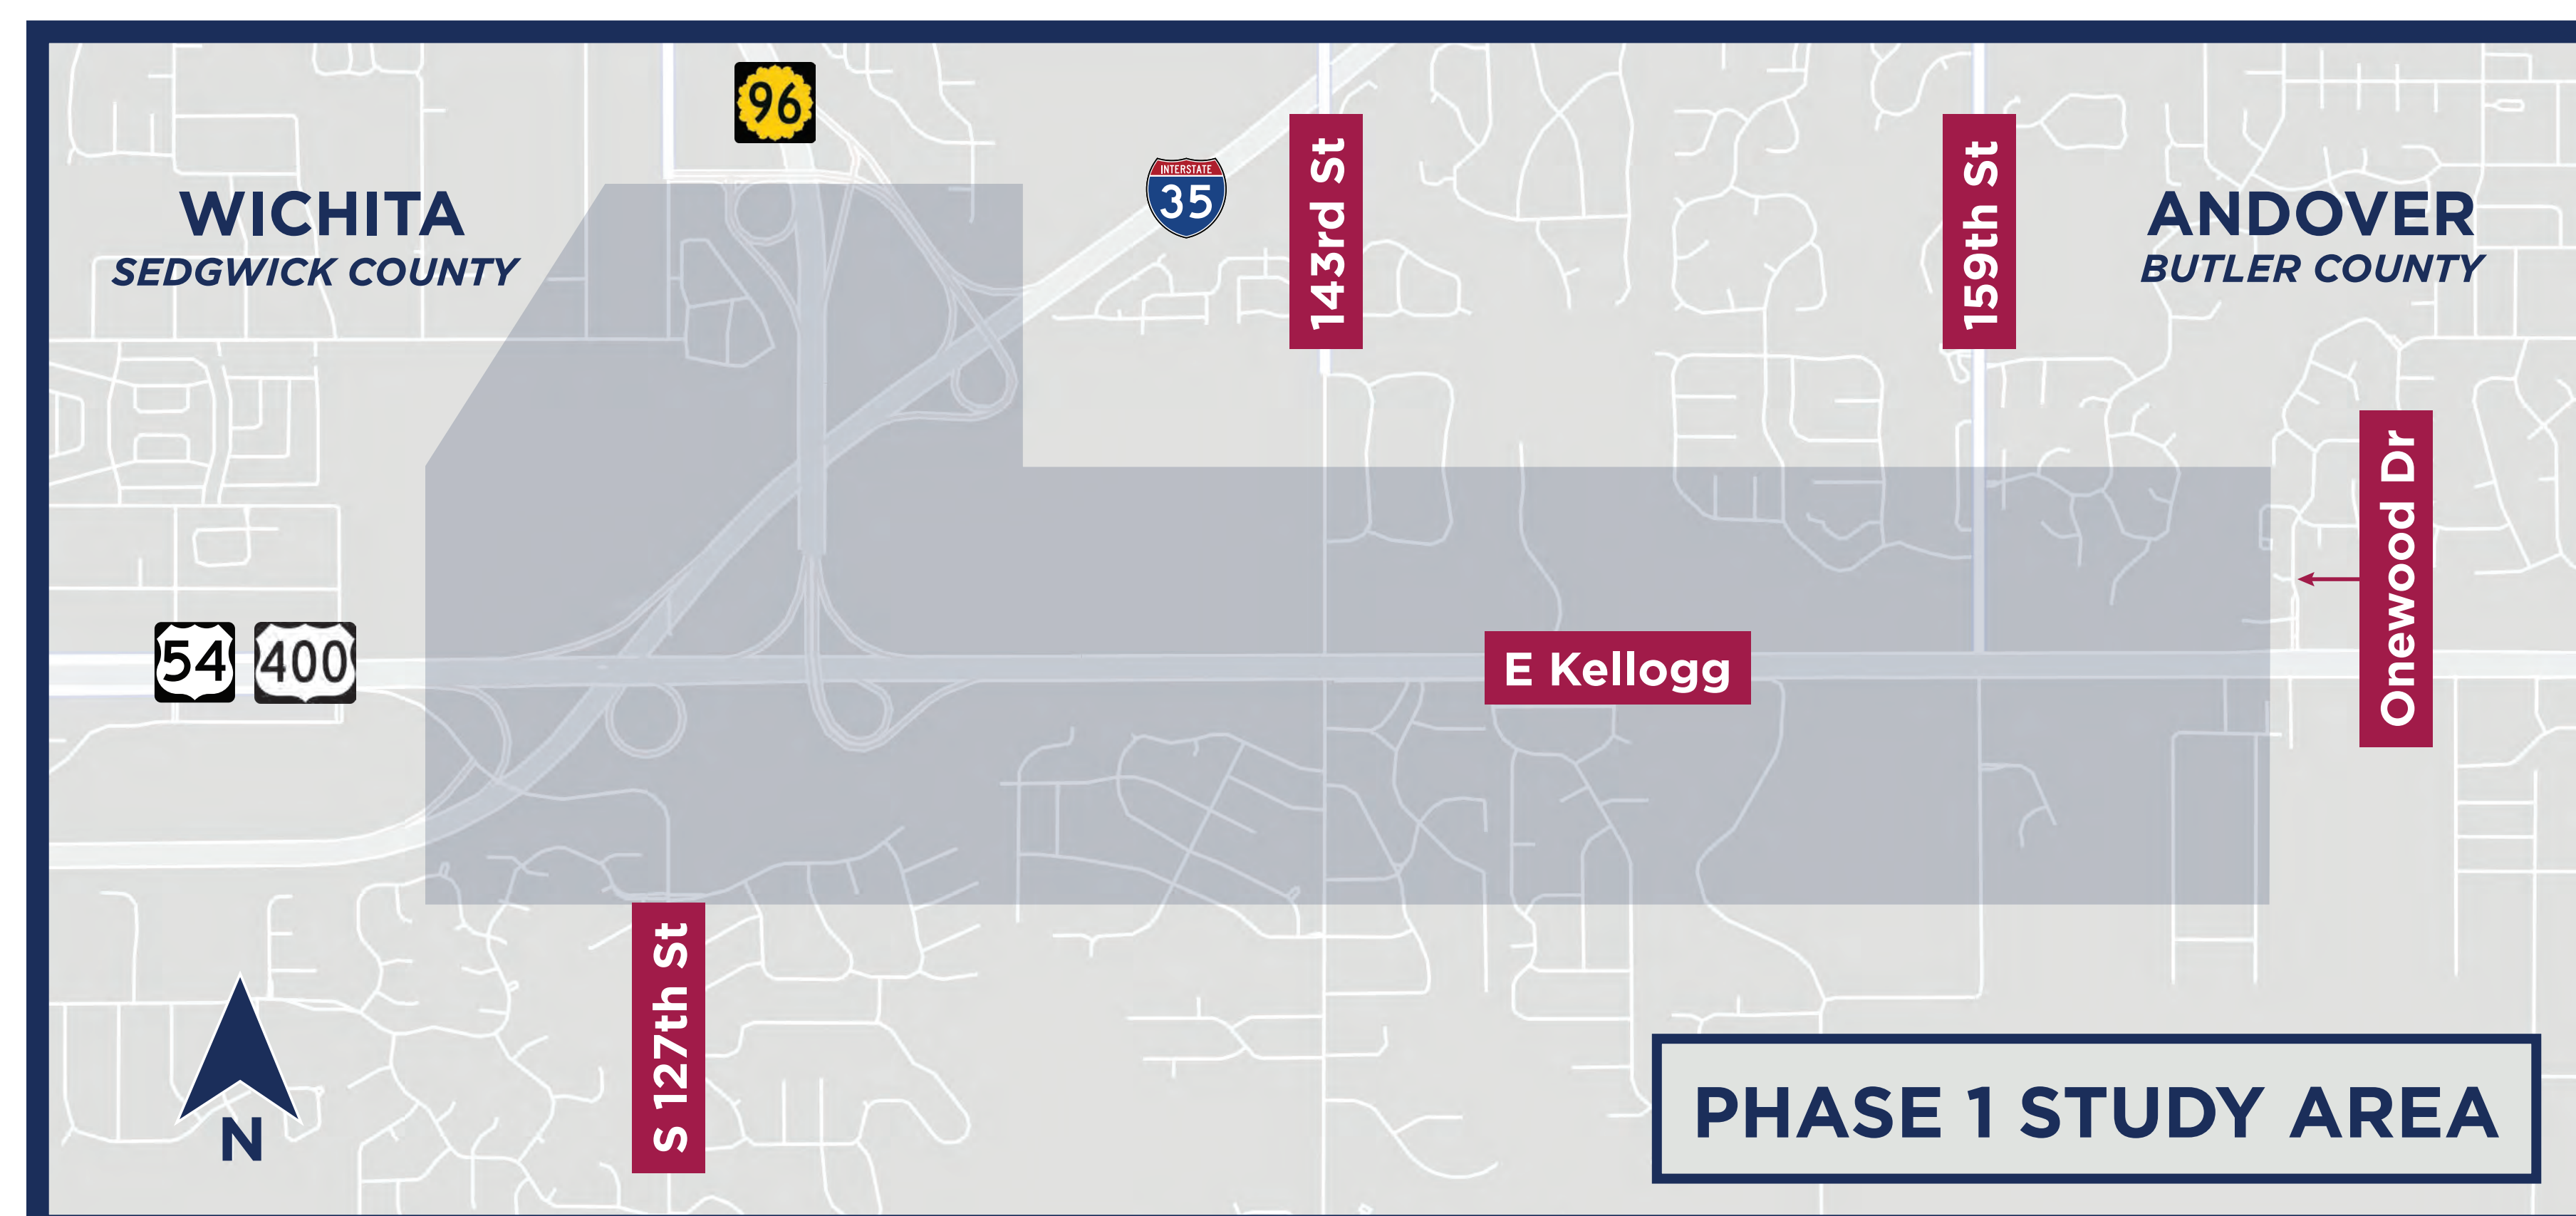 96
INTERSTATE
35
143rd St
159th St
WICHITA
SEDGWICK COUNTY
ANDOVER
BUTLER COUNTY
Onewood Dr
54
400
E Kellogg
S 127th St
N
PHASE 1 STUDY AREA